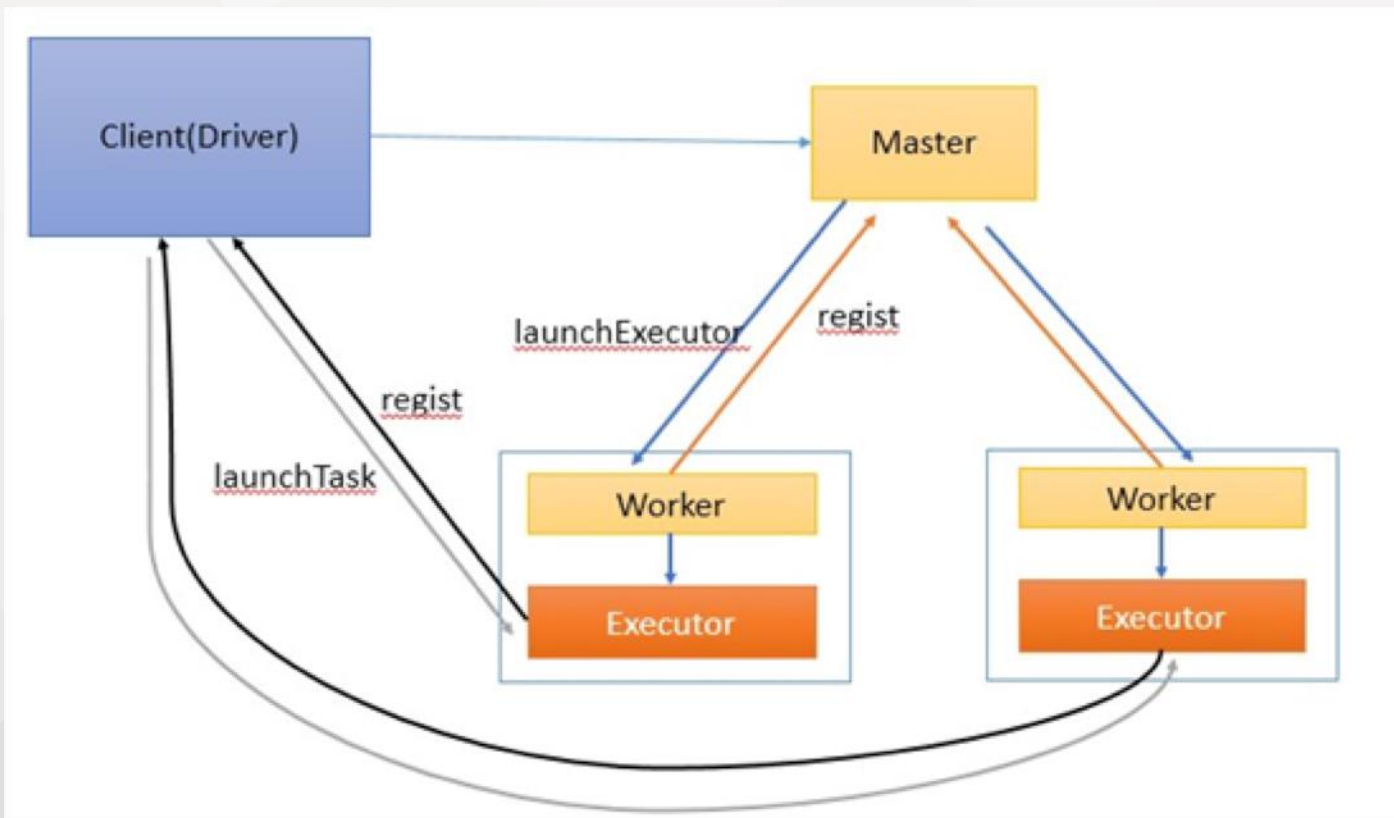 Client(Driver)
Master
launchExecutor
regist
regist
launchTask
Worker
Worker
Executor
Executor